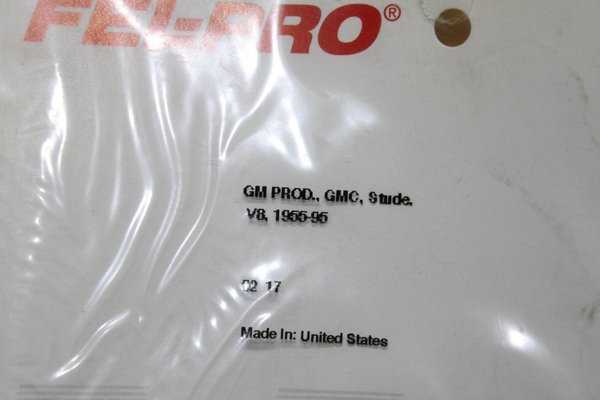 FEL-PRO®
GM PROD., GMC, Stude.
V8, 1955-95
02 17
Made In: United States